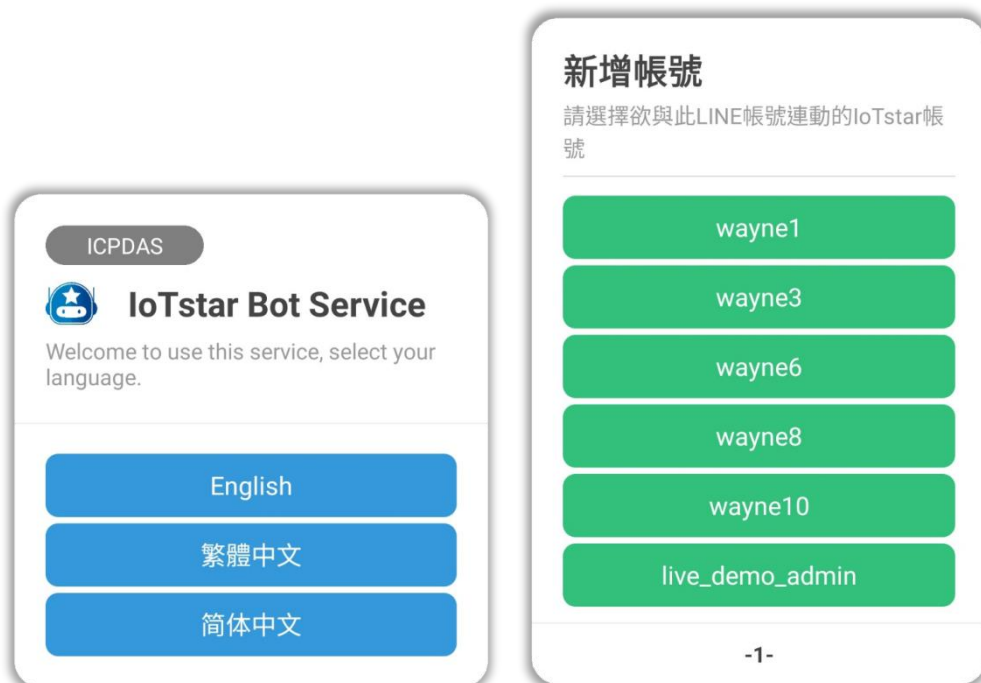 ICPDAS
IoTstar Bot Service
Welcome to use this service, select your
language.
English
繁體中文
简体中文
新增帳號
請選擇欲與此LINE帳號連動的IoTstar帳
號
wayne1
wayne3
wayne6
wayne8
wayne10
live_demo_admin
-1-